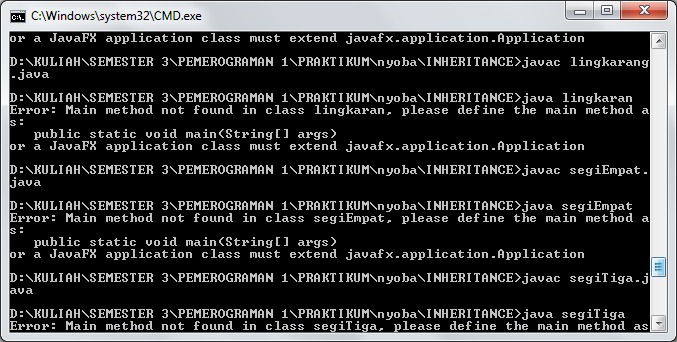 C:\Windows\system32\CMD.exe
or a JavaFX application class must extend javafx.application.Application
D:\KULIAH\SEMESTER 3\PEMEROGRAMAN 1\PRAKTIKUM\nyoba\INHERITANCE>javac lingkarang
.java
D:\KULIAH\SEMESTER 3\PEMEROGRAMAN 1\PRAKTIKUM\nyoba\INHERITANCE>java lingkaran
Error: Main method not found in class lingkaran, please define the main method a
s:
   public static void main(String[] args)
or a JavaFX application class must extend javafx.application.Application
D:\KULIAH\SEMESTER 3\PEMEROGRAMAN 1\PRAKTIKUM\nyoba\INHERITANCE>javac segiEmpat.
java
D:\KULIAH\SEMESTER 3\PEMEROGRAMAN 1\PRAKTIKUM\nyoba\INHERITANCE>java segiEmpat
Error: Main method not found in class segiEmpat, please define the main method a
s:
   public static void main(String[] args)
or a JavaFX application class must extend javafx.application.Application
D:\KULIAH\SEMESTER 3\PEMEROGRAMAN 1\PRAKTIKUM\nyoba\INHERITANCE>javac segiTiga.j
ava
D:\KULIAH\SEMESTER 3\PEMEROGRAMAN 1\PRAKTIKUM\nyoba\INHERITANCE>java segiTiga
Error: Main method not found in class segiTiga, please define the main method as